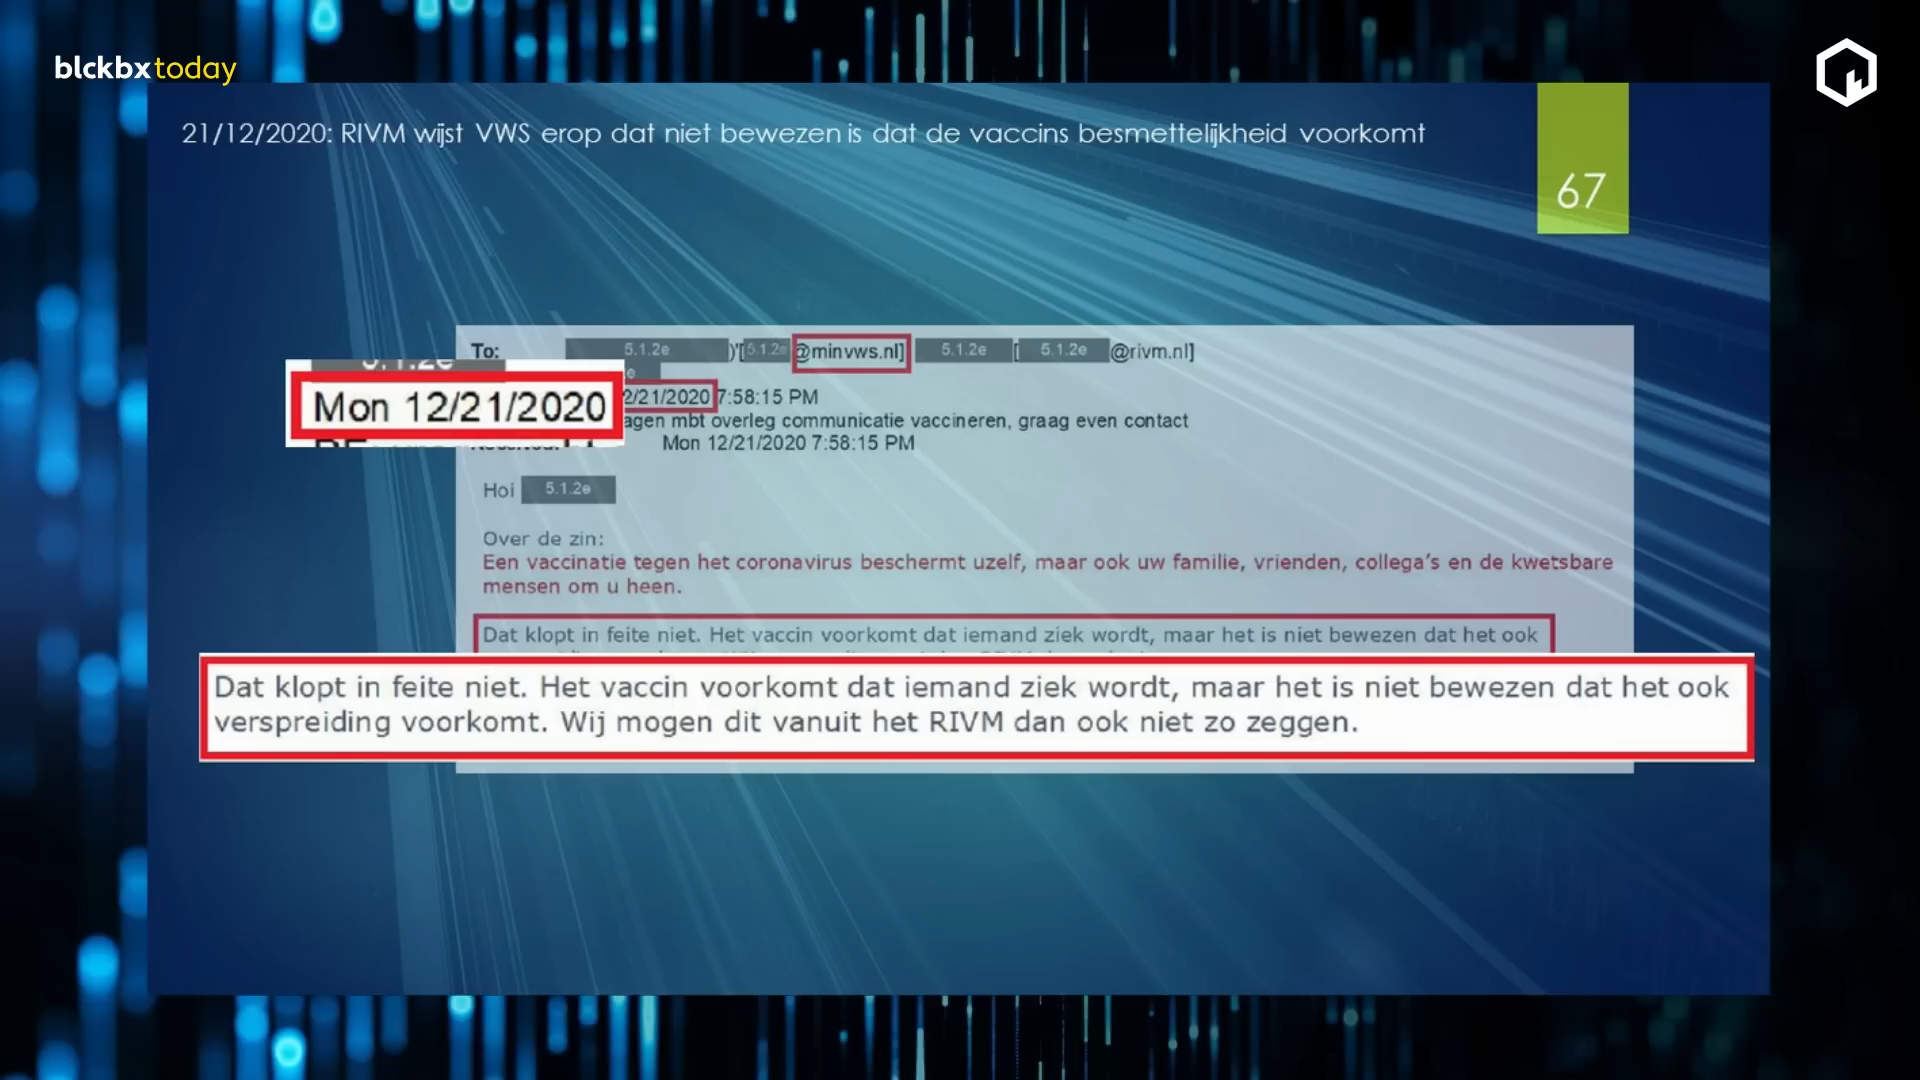 blckbxtoday
21/12/2020: RIVM wijst VWS erop dat niet bewezen is dat de vaccins besmettelijkheid voorkomt
67
To: 5.1.2e )'[5.1.2e @minvws.nl] 5.1.2e [ 5.1.2e @rivm.nl]
Mon 12/21/2020
2/21/2020 7:58:15 PM
agen mbt overleg communicatie vaccineren, graag even contact
Mon 12/21/2020 7:58:15 PM
Hoi 5.1.2e
Over de zin:
Een vaccinatie tegen het coronavirus beschermt uzelf, maar ook uw familie, vrienden, collega's en de kwetsbare
mensen om u heen.
Dat klopt in feite niet. Het vaccin voorkomt dat iemand ziek wordt, maar het is niet bewezen dat het ook
Dat klopt in feite niet. Het vaccin voorkomt dat iemand ziek wordt, maar het is niet bewezen dat het ook
verspreiding voorkomt. Wij mogen dit vanuit het RIVM dan ook niet zo zeggen.